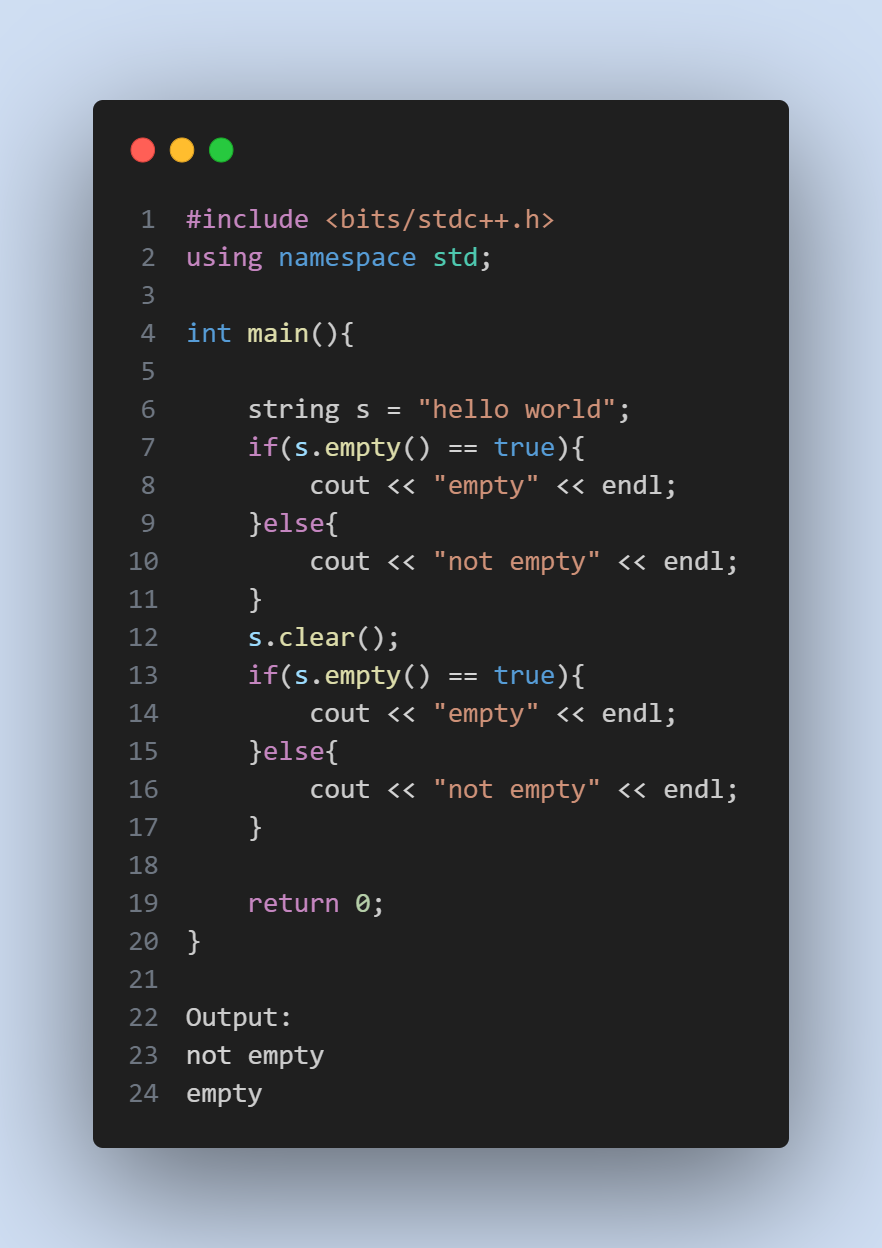 1 #include <bits/stdc++.h>
2 using namespace std;
3
4 int main(){
5
6     string s = "hello world";
7     if(s.empty() == true){
8         cout << "empty" << endl;
9     }else{
10         cout << "not empty" << endl;
11     }
12     s.clear();
13     if(s.empty() == true){
14         cout << "empty" << endl;
15     }else{
16         cout << "not empty" << endl;
17     }
18
19     return 0;
20 }
21
22 Output:
23 not empty
24 empty